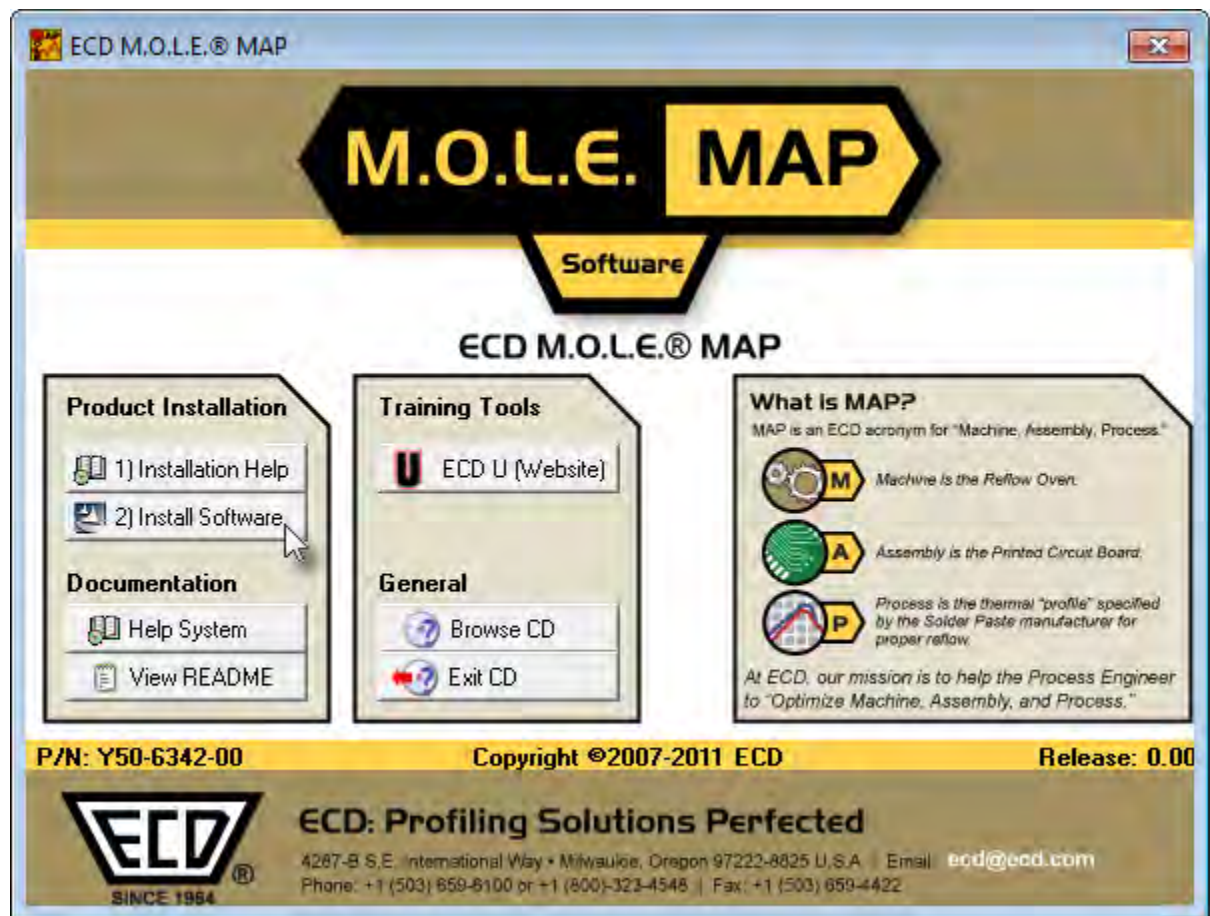 ECD M.O.L.E.® MAP
M.O.L.E. MAP
Software
ECD M.O.L.E.® MAP
Product Installation
1) Installation Help
2) Install Software
Documentation
Help System
View README
Training Tools
ECD U (Website)
General
Browse CD
Exit CD
What is MAP?
MAP is an ECD acronym for "Machine, Assembly, Process."
M
Machine is the Reflow Oven.
A
Assembly is the Printed Circuit Board.
P
Process is the thermal "profile" specified
by the Solder Paste manufacturer for
proper reflow.
At ECD, our mission is to help the Process Engineer
to "Optimize Machine, Assembly, and Process."
P/N: Y50-6342-00 Copyright ©2007-2011 ECD Release: 0.00
ECD®
SINCE 1964
ECD: Profiling Solutions Perfected
4287-B S.E. International Way • Milwaukie, Oregon 97222-8825 U.S.A. | Email: ecd@ecd.com
Phone: +1 (503) 659-6100 or +1 (800)-323-4548 | Fax: +1 (503) 659-4422